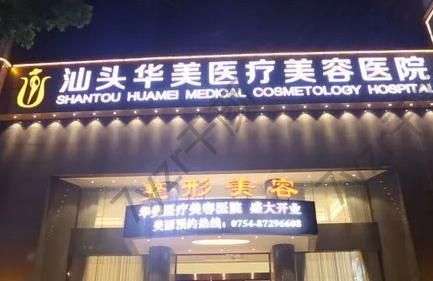 汕头华美医疗美容医院
SHANTOU HUAMEI MEDICAL COSMETOLOGY HOSPITAL
整形美容
华美医疗美容医院 盛大开业
美丽预约热线：0754-87296608